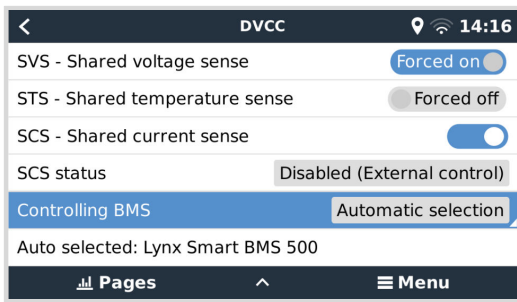 DVCC 14:16
SVS - Shared voltage sense Forced on
STS - Shared temperature sense Forced off
SCS - Shared current sense
SCS status Disabled (External control)
Controlling BMS Automatic selection
Auto selected: Lynx Smart BMS 500
Pages Menu